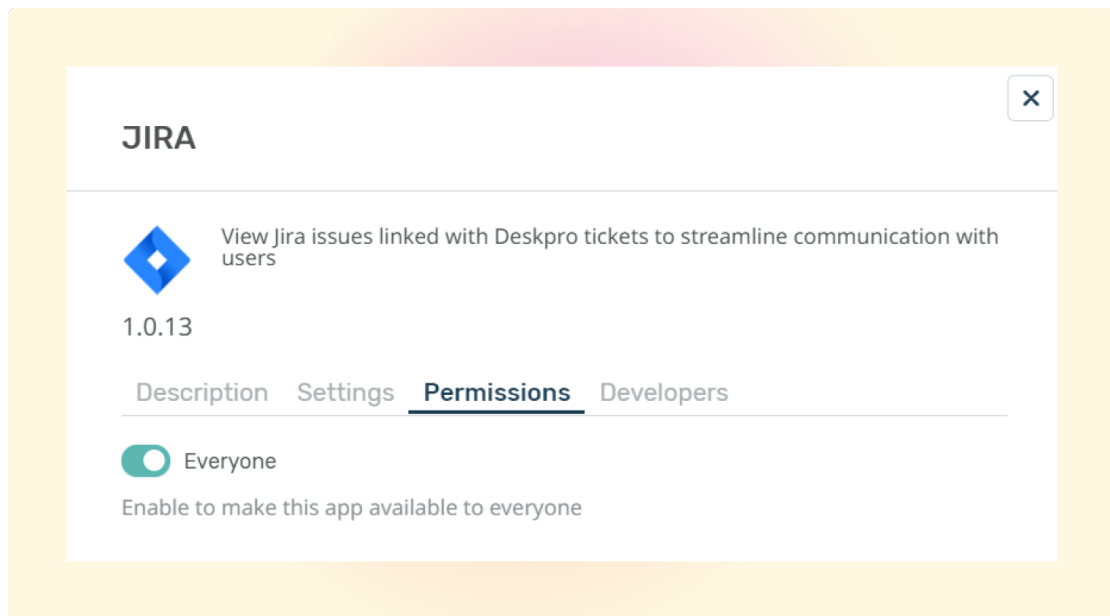 JIRA
View Jira issues linked with Deskpro tickets to streamline communication with
users
1.0.13
Description Settings Permissions Developers
Everyone
Enable to make this app available to everyone